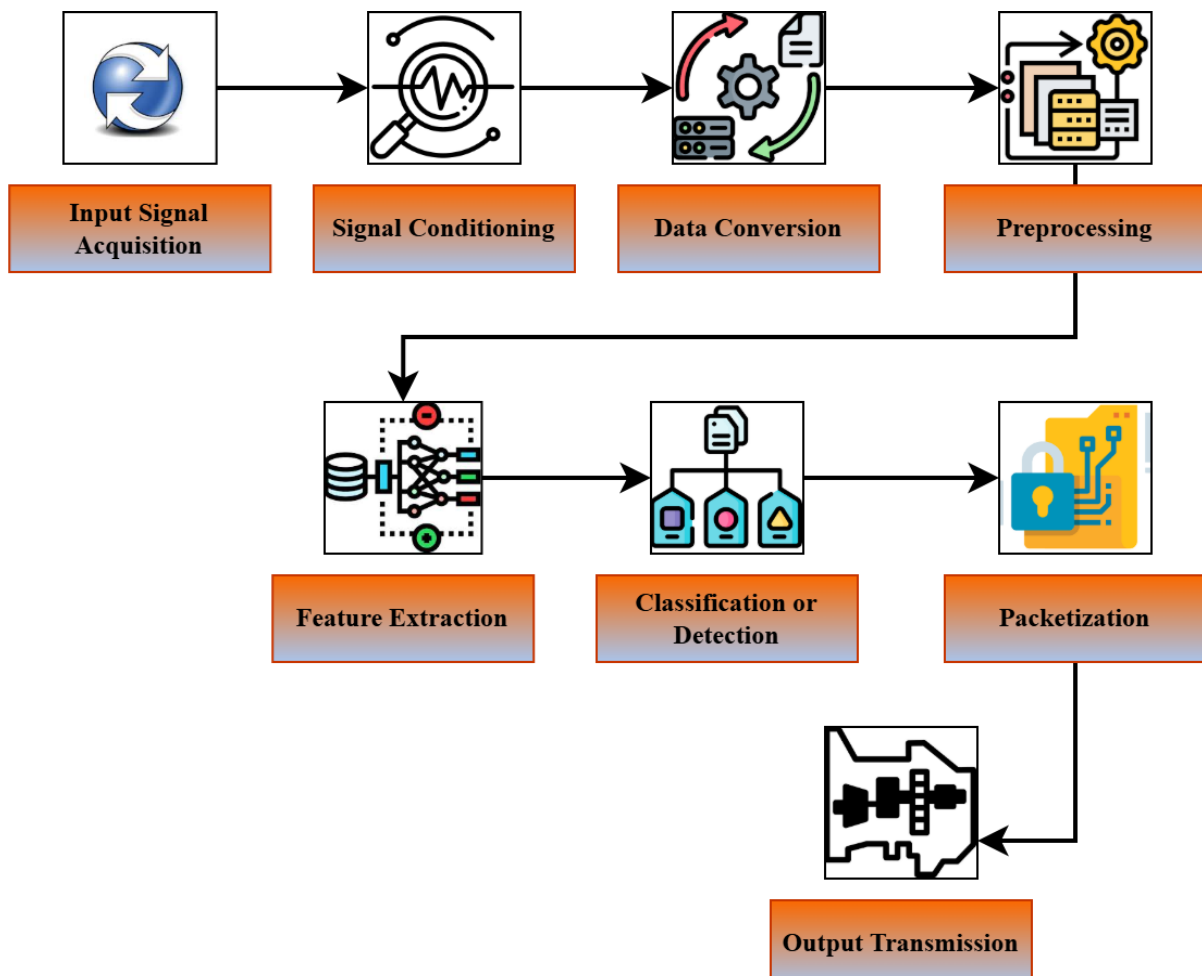 Input Signal
Acquisition
Signal Conditioning
Data Conversion
Preprocessing
Feature Extraction
Classification or
Detection
Packetization
Output Transmission